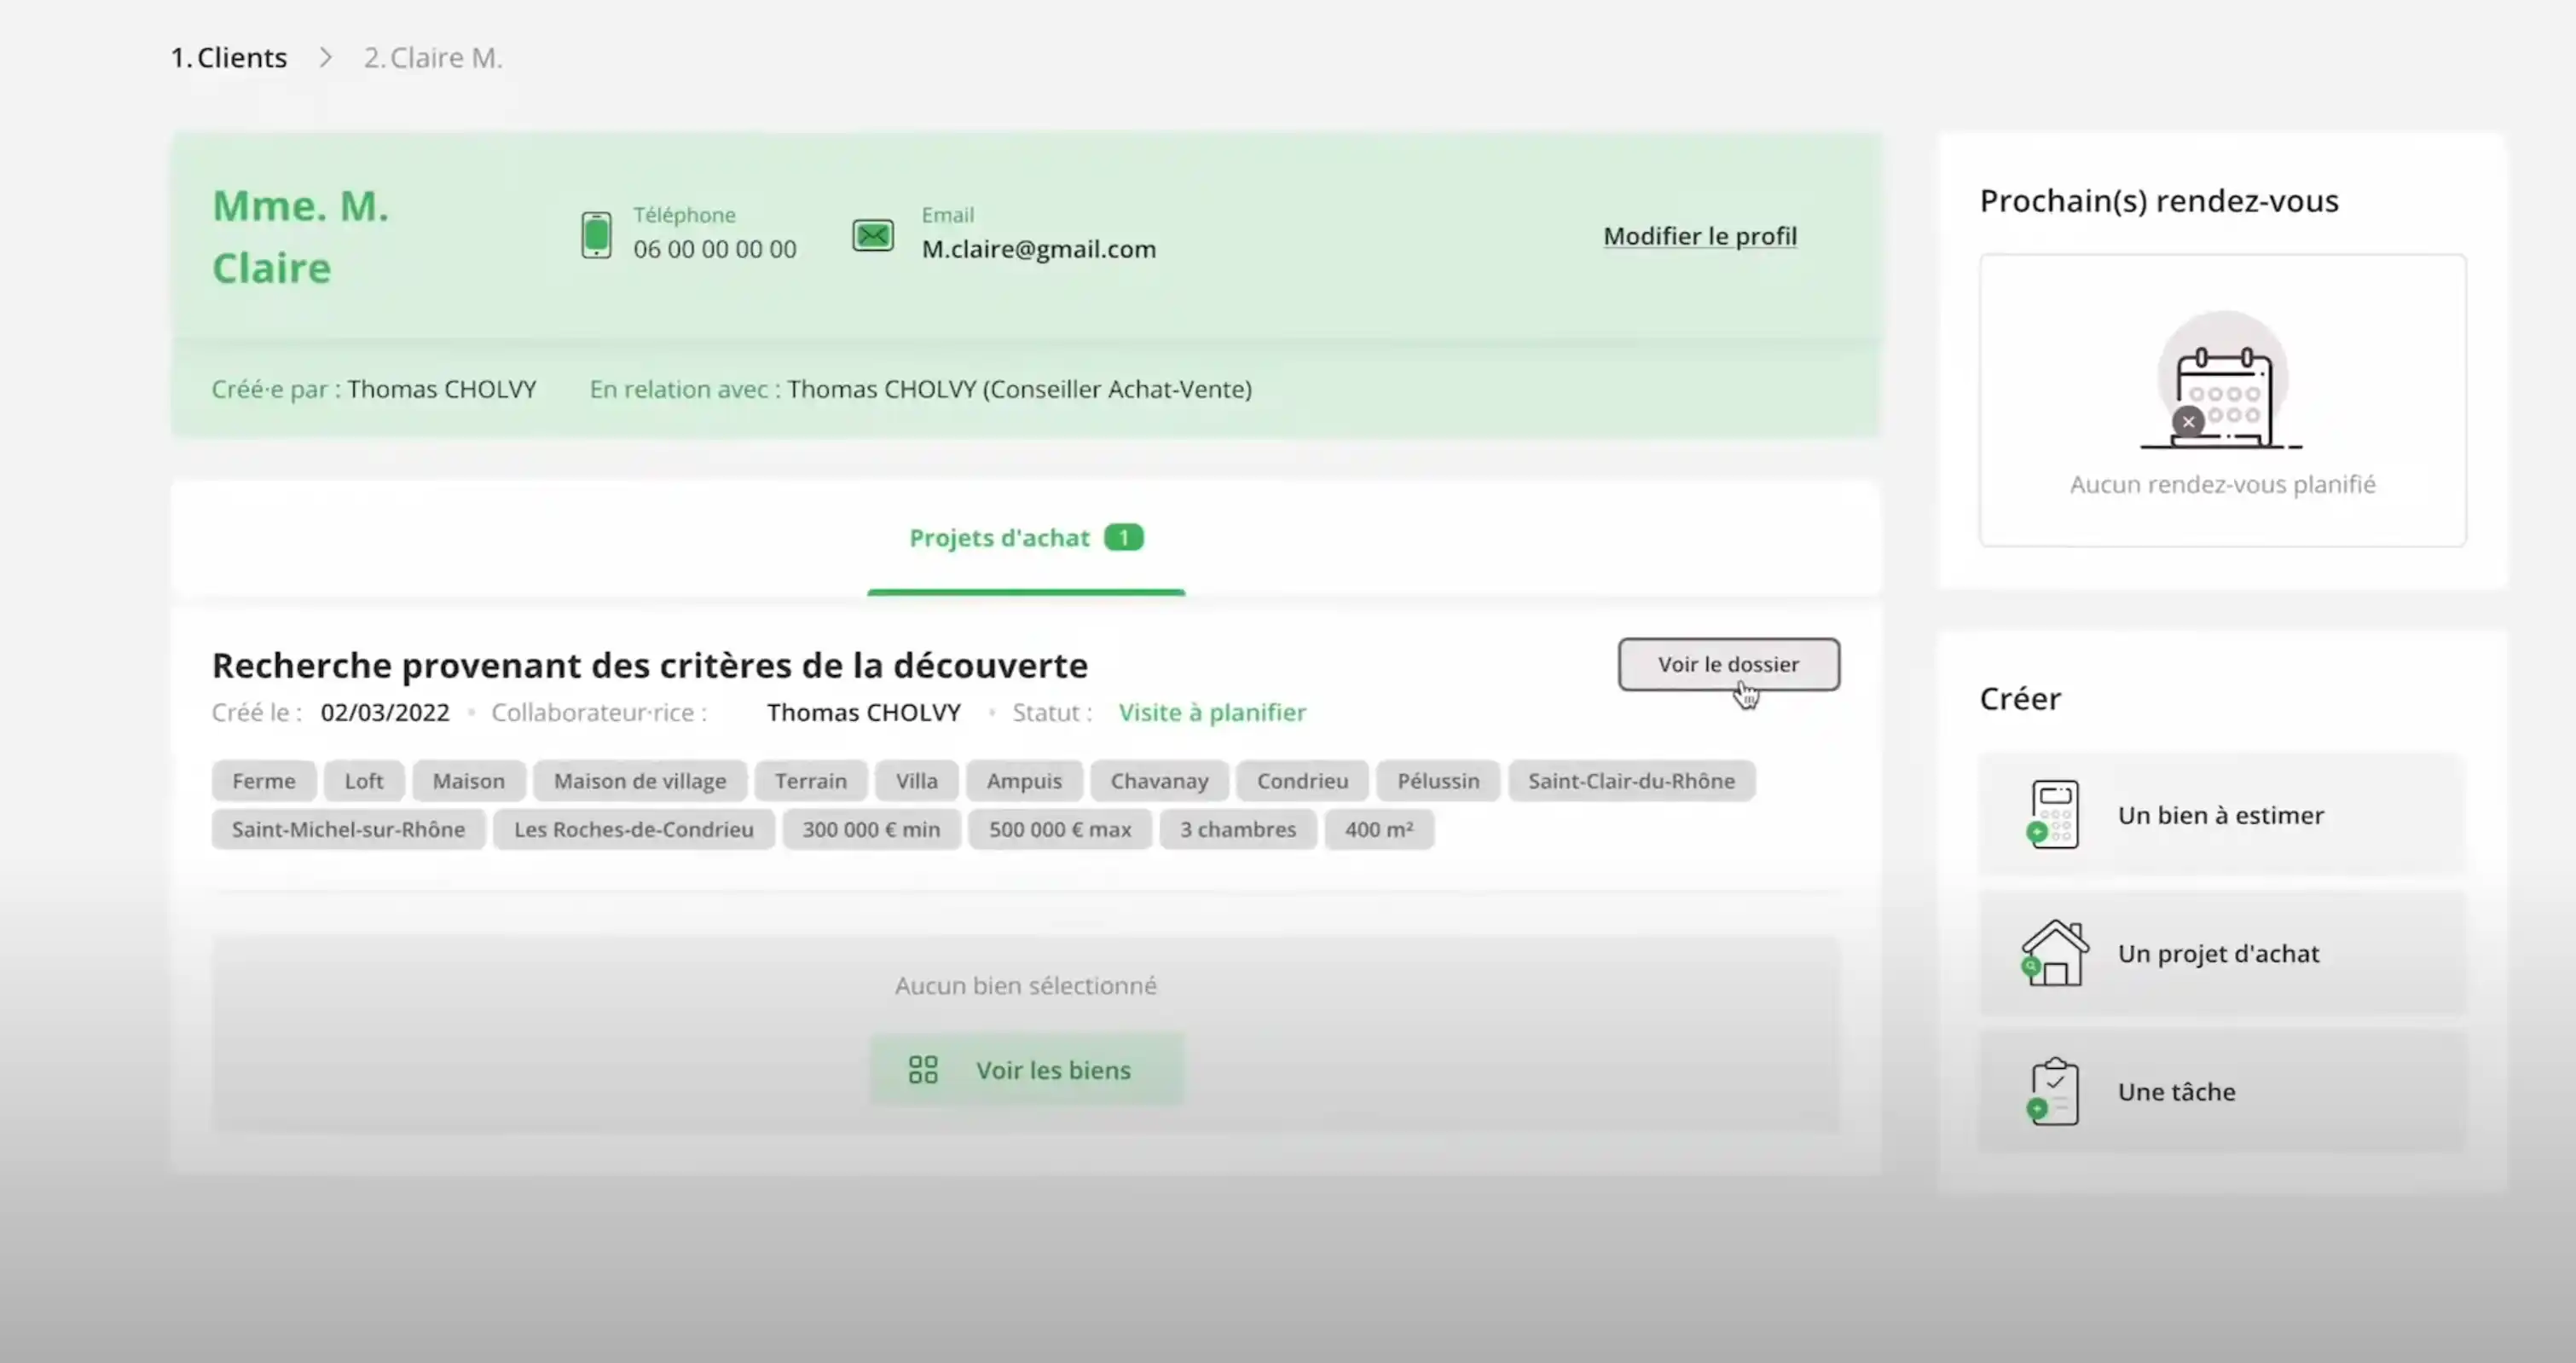 1. Clients > 2. Claire M.
Mme. M.
Claire
Téléphone
06 00 00 00 00
Email
M.claire@gmail.com
Modifier le profil
Créé·e par : Thomas CHOLVY En relation avec : Thomas CHOLVY (Conseiller Achat-Vente)
Projets d'achat 1
Recherche provenant des critères de la découverte
Voir le dossier
Créé le : 02/03/2022 • Collaborateur·rice : Thomas CHOLVY • Statut : Visite à planifier
Ferme Loft Maison Maison de village Terrain Villa Ampuis Chavanay Condrieu Pélussin Saint-Clair-du-Rhône
Saint-Michel-sur-Rhône Les Roches-de-Condrieu 300 000 € min 500 000 € max 3 chambres 400 m²
Aucun bien sélectionné
Voir les biens
Prochain(s) rendez-vous
Aucun rendez-vous planifié
Créer
Un bien à estimer
Un projet d'achat
Une tâche